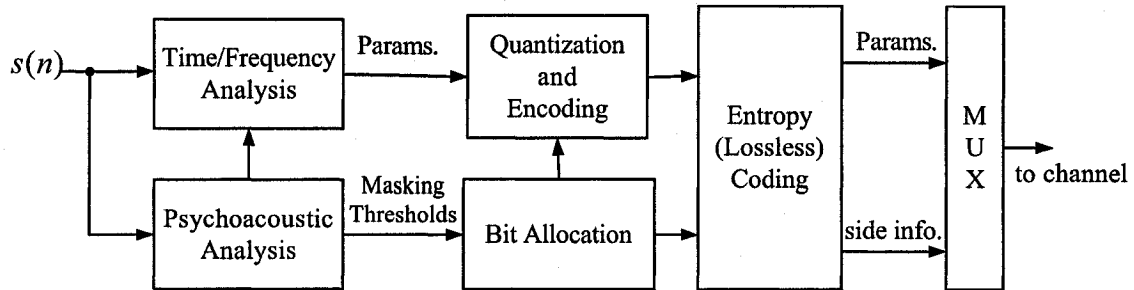 s(n)
Time/Frequency
Analysis
Params.
Quantization
and
Encoding
Psychoacoustic
Analysis
Masking
Thresholds
Bit Allocation
Entropy
(Lossless)
Coding
Params.
side info.
M
U
X
to channel